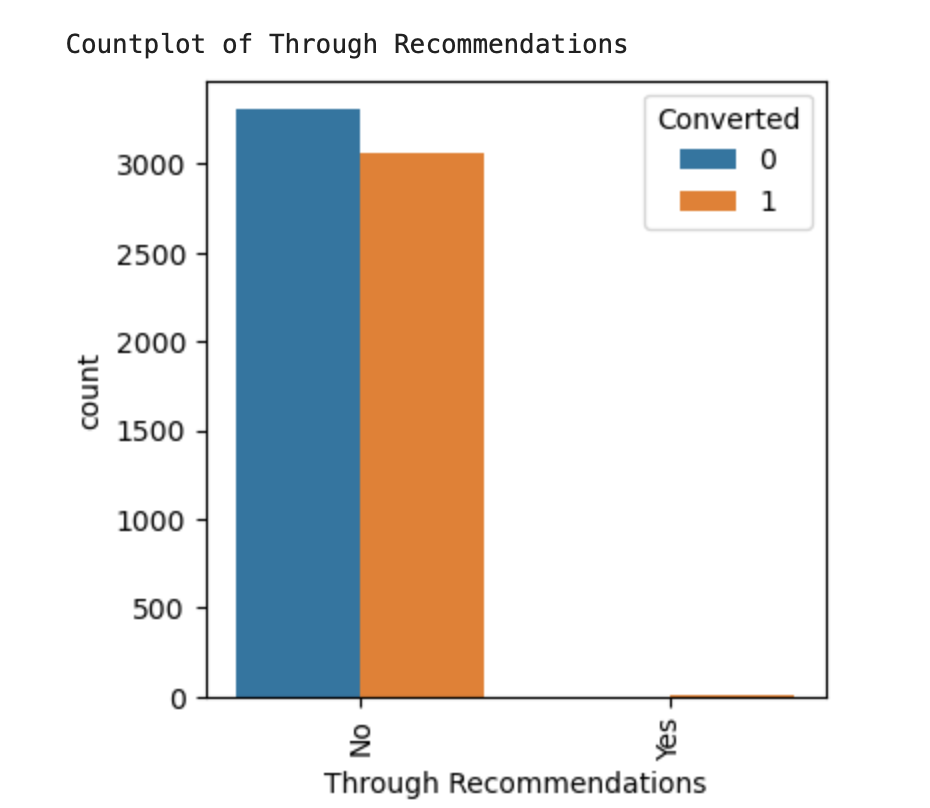 Countplot of Through Recommendations
Converted
0
1
3000
2500
2000
1500
1000
500
0
count
No
Yes
Through Recommendations